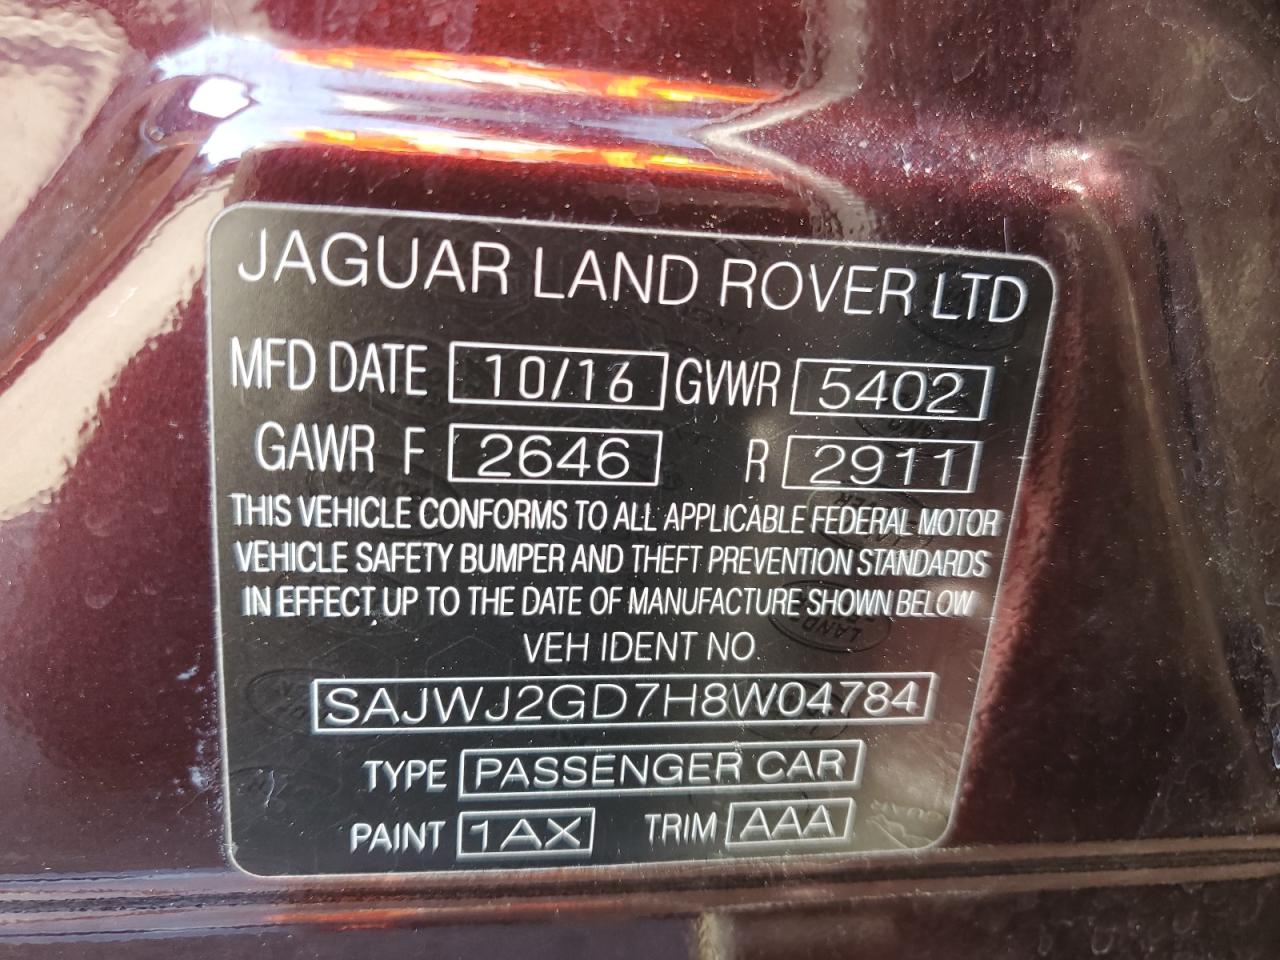 JAGUAR LAND ROVER LTD
MFD DATE 10/16 GVWR 5402
GAWR F 2646 R 2911
THIS VEHICLE CONFORMS TO ALL APPLICABLE FEDERAL MOTOR
VEHICLE SAFETY BUMPER AND THEFT PREVENTION STANDARDS
IN EFFECT UP TO THE DATE OF MANUFACTURE SHOWN BELOW
VEH IDENT NO
SAJWJ2GD7H8W04784
TYPE PASSENGER CAR
PAINT 1AX TRIM AAA